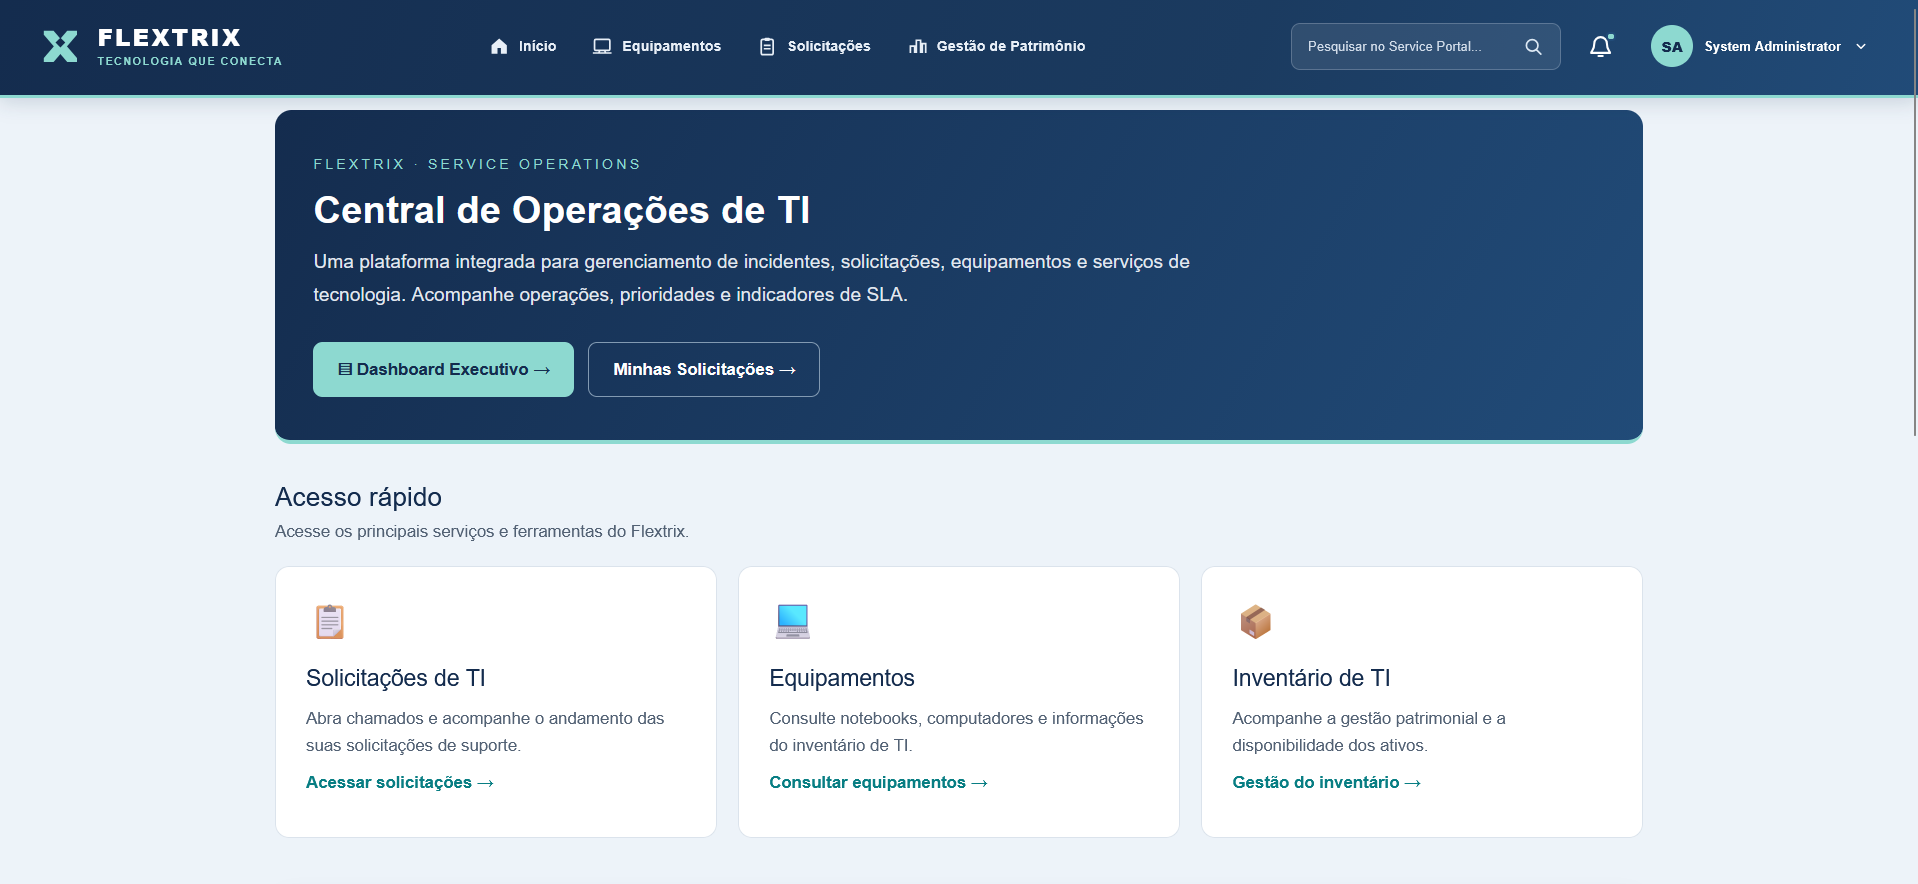 FLEXTRIX
TECNOLOGIA QUE CONECTA
Início
Equipamentos
Solicitações
Gestão de Patrimônio
Pesquisar no Service Portal...
SA
System Administrator
FLEXTRIX · SERVICE OPERATIONS
Central de Operações de TI
Uma plataforma integrada para gerenciamento de incidentes, solicitações, equipamentos e serviços de
tecnologia. Acompanhe operações, prioridades e indicadores de SLA.
Dashboard Executivo →
Minhas Solicitações →
Acesso rápido
Acesse os principais serviços e ferramentas do Flextrix.
Solicitações de TI
Abra chamados e acompanhe o andamento das
suas solicitações de suporte.
Acessar solicitações →
Equipamentos
Consulte notebooks, computadores e informações
do inventário de TI.
Consultar equipamentos →
Inventário de TI
Acompanhe a gestão patrimonial e a
disponibilidade dos ativos.
Gestão do inventário →